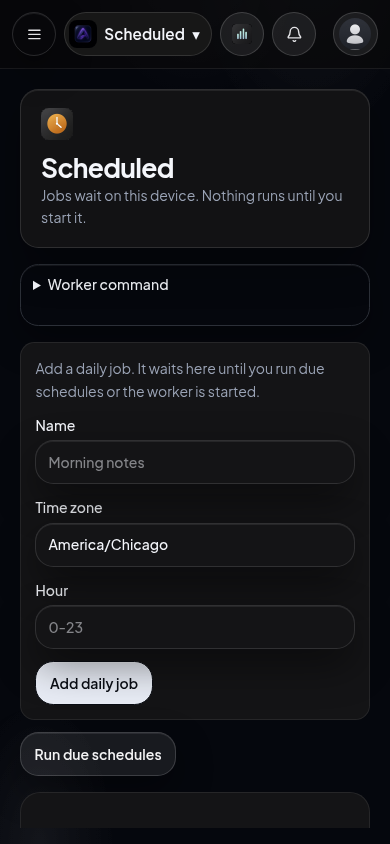 Scheduled ▾
Scheduled
Jobs wait on this device. Nothing runs until you
start it.
▶ Worker command
Add a daily job. It waits here until you run due
schedules or the worker is started.
Name
Morning notes
Time zone
America/Chicago
Hour
0-23
Add daily job
Run due schedules